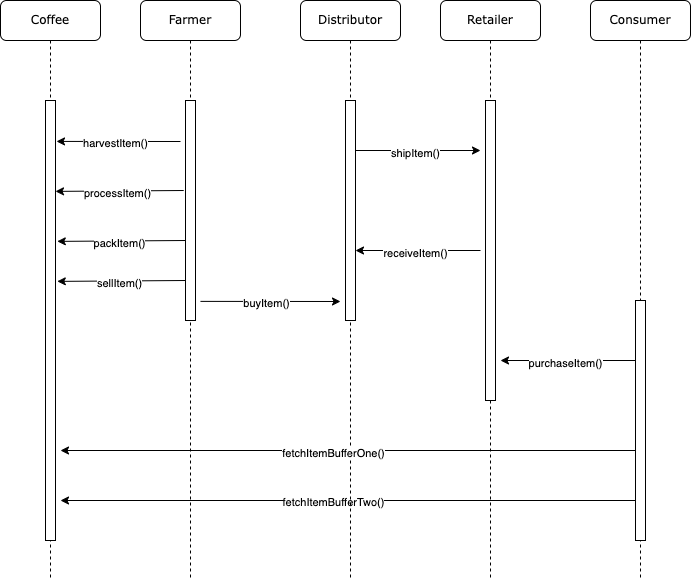 Coffee
Farmer
Distributor
Retailer
Consumer
harvestItem()
shipItem()
processItem()
packItem()
receiveItem()
sellItem()
buyItem()
purchaseItem()
fetchItemBufferOne()
fetchItemBufferTwo()